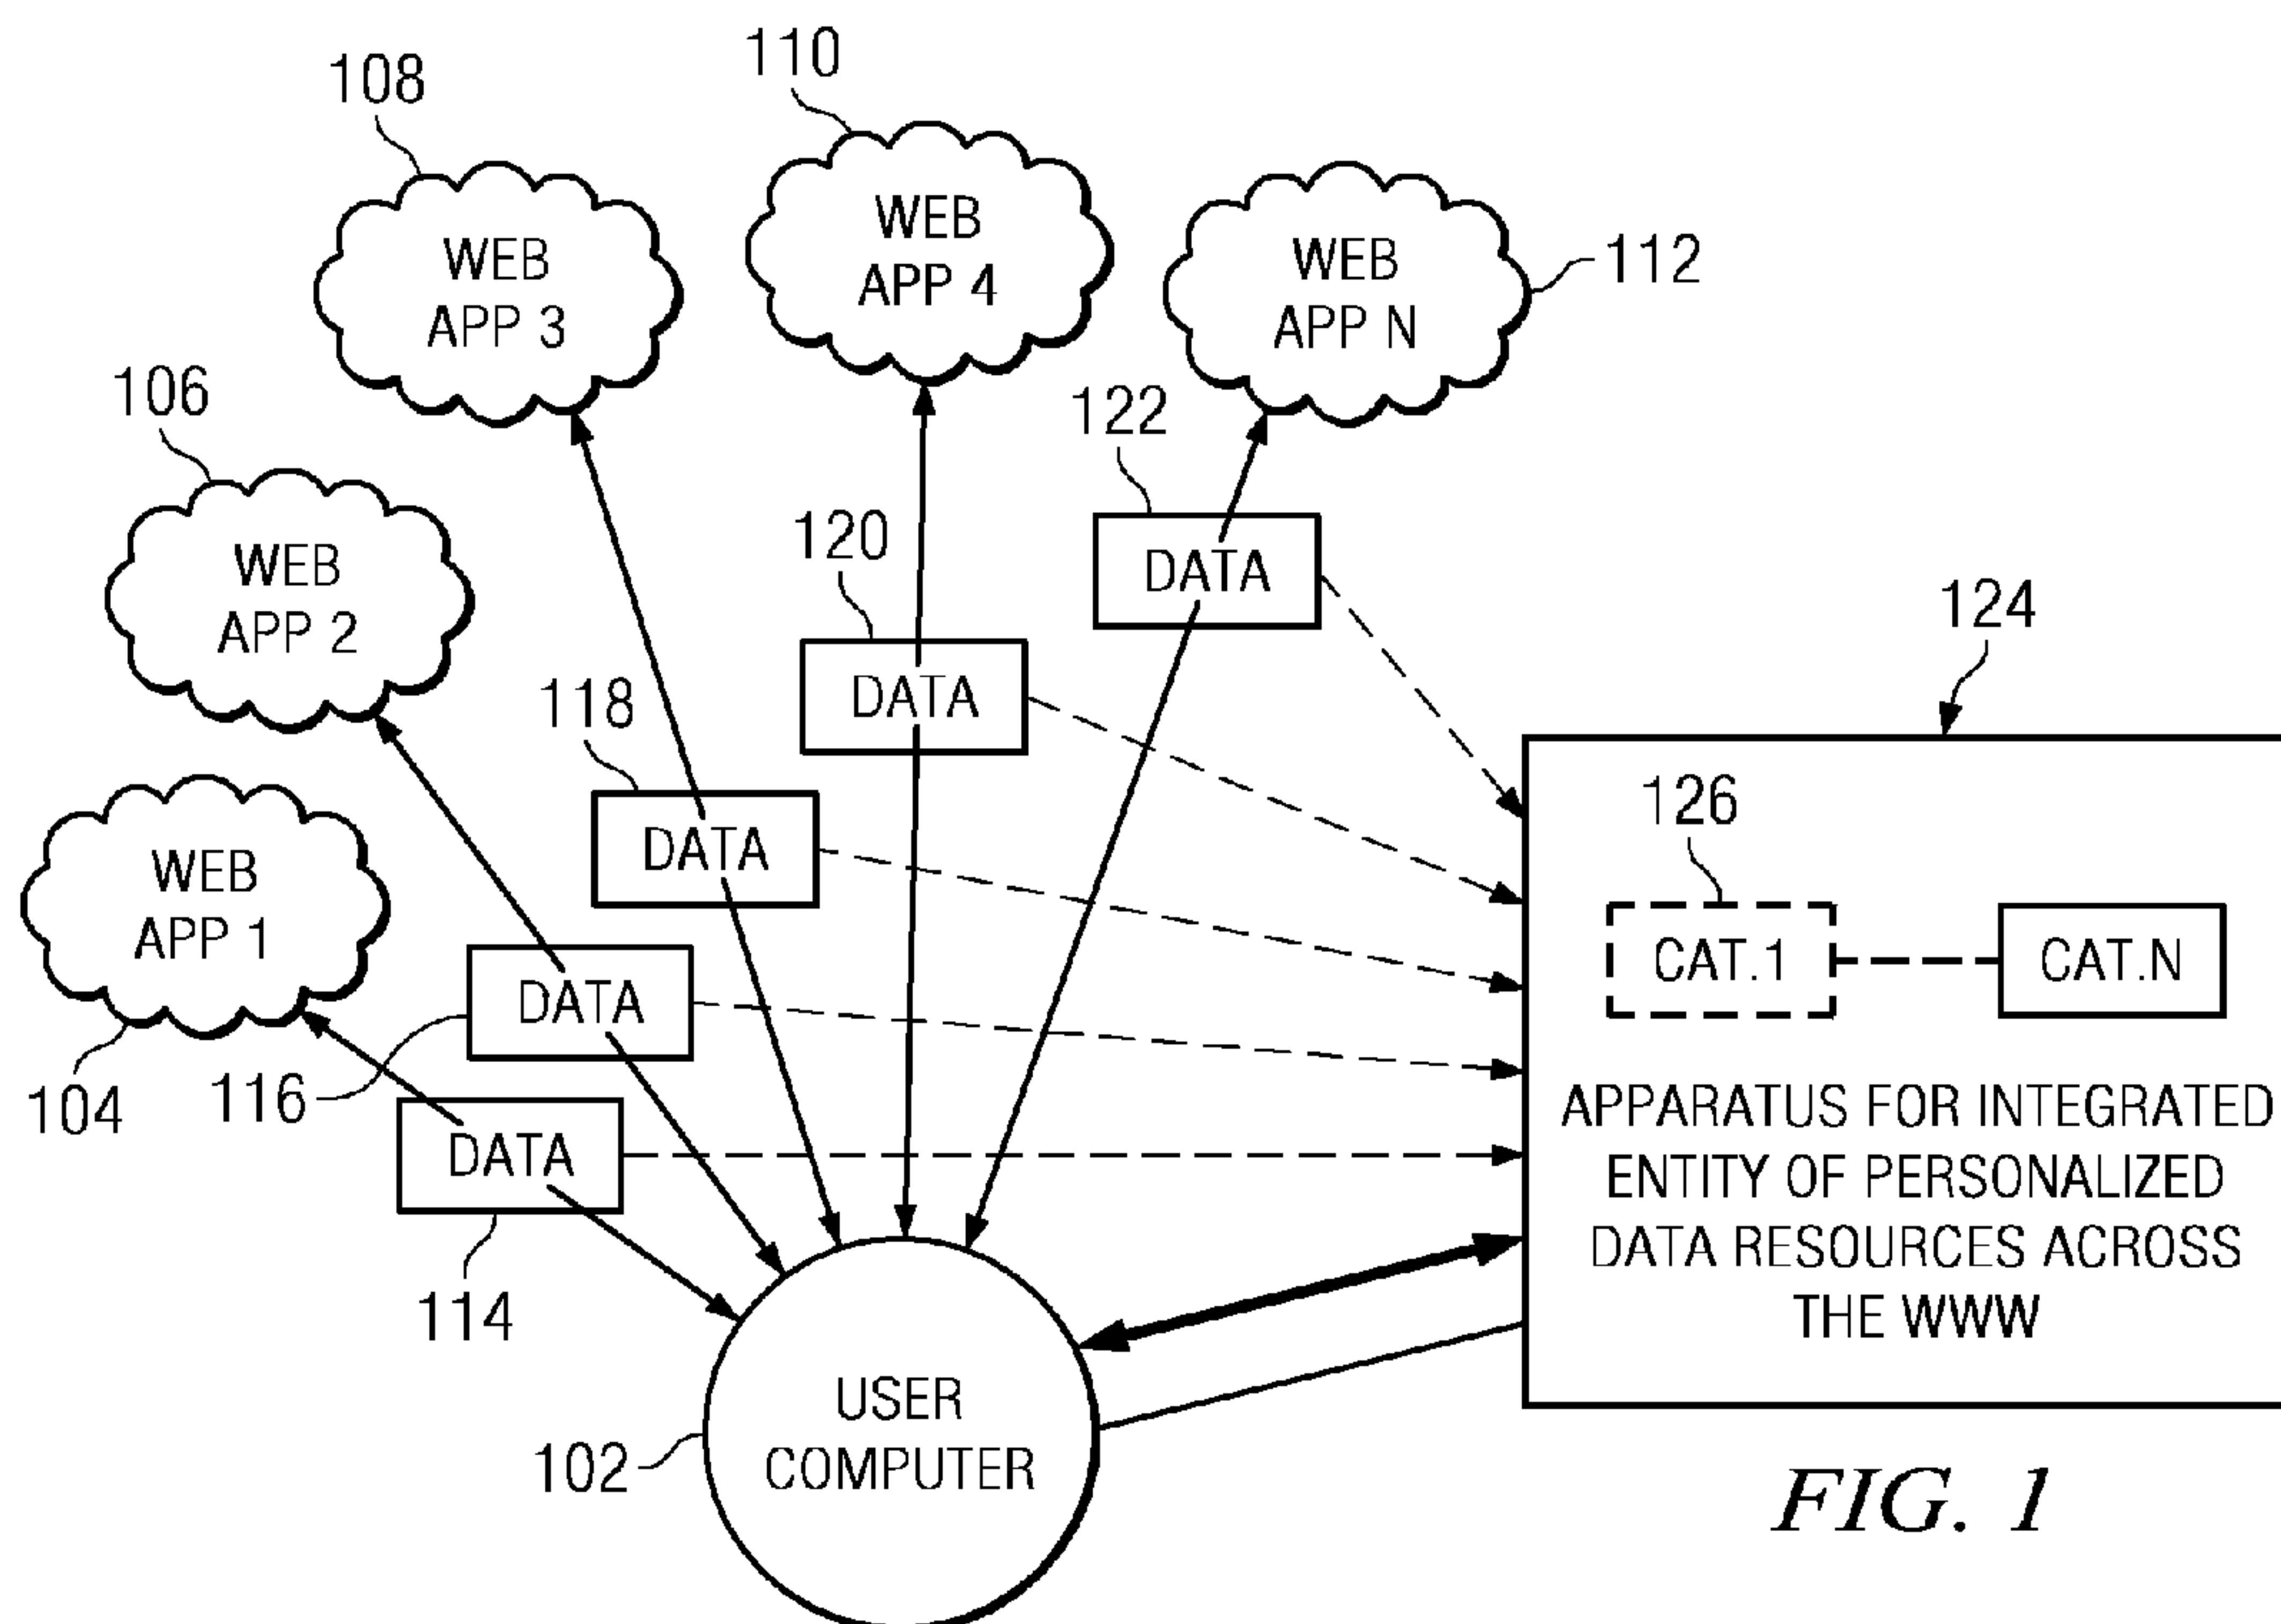 110
108
WEB
APP 4
WEB
APP 3
WEB
APP N
112
106
122
120
WEB
APP 2
DATA
124
118
DATA
126
WEB
APP 1
DATA
CAT.1
CAT.N
DATA
104
116
APPARATUS FOR INTEGRATED
ENTITY OF PERSONALIZED
DATA RESOURCES ACROSS
THE WWW
DATA
114
USER
COMPUTER
102
FIG. 1